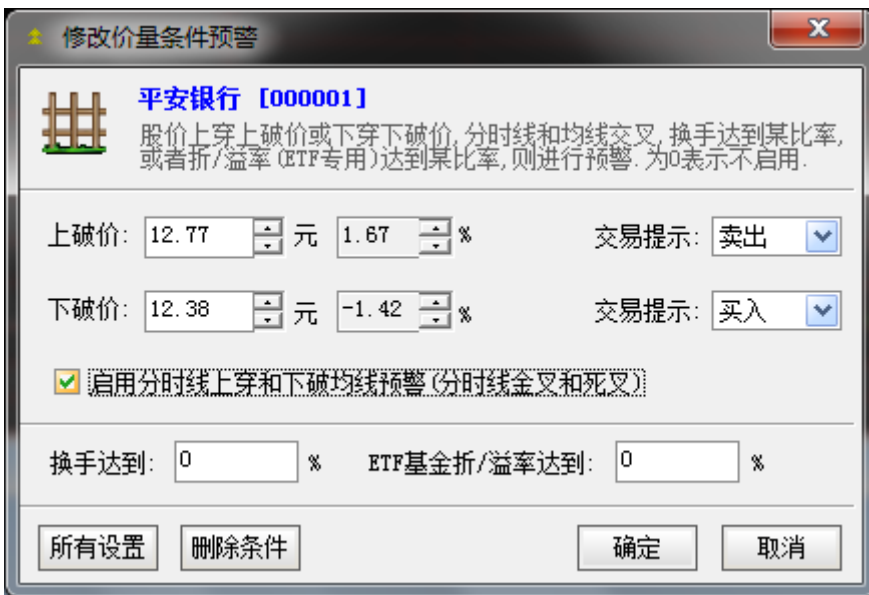 修改价量条件预警
平安银行 [000001]
股价上穿上破价或下穿下破价,分时线和均线交叉,换手达到某比率,
或者折/溢率(ETF专用)达到某比率,则进行预警.为0表示不启用.
上破价: 12.77 元 1.67 % 交易提示: 卖出
下破价: 12.38 元 -1.42 % 交易提示: 买入
启用分时线上穿和下破均线预警(分时线金叉和死叉)
换手达到: 0 % ETF基金折/溢率达到: 0 %
所有设置 删除条件 确定 取消